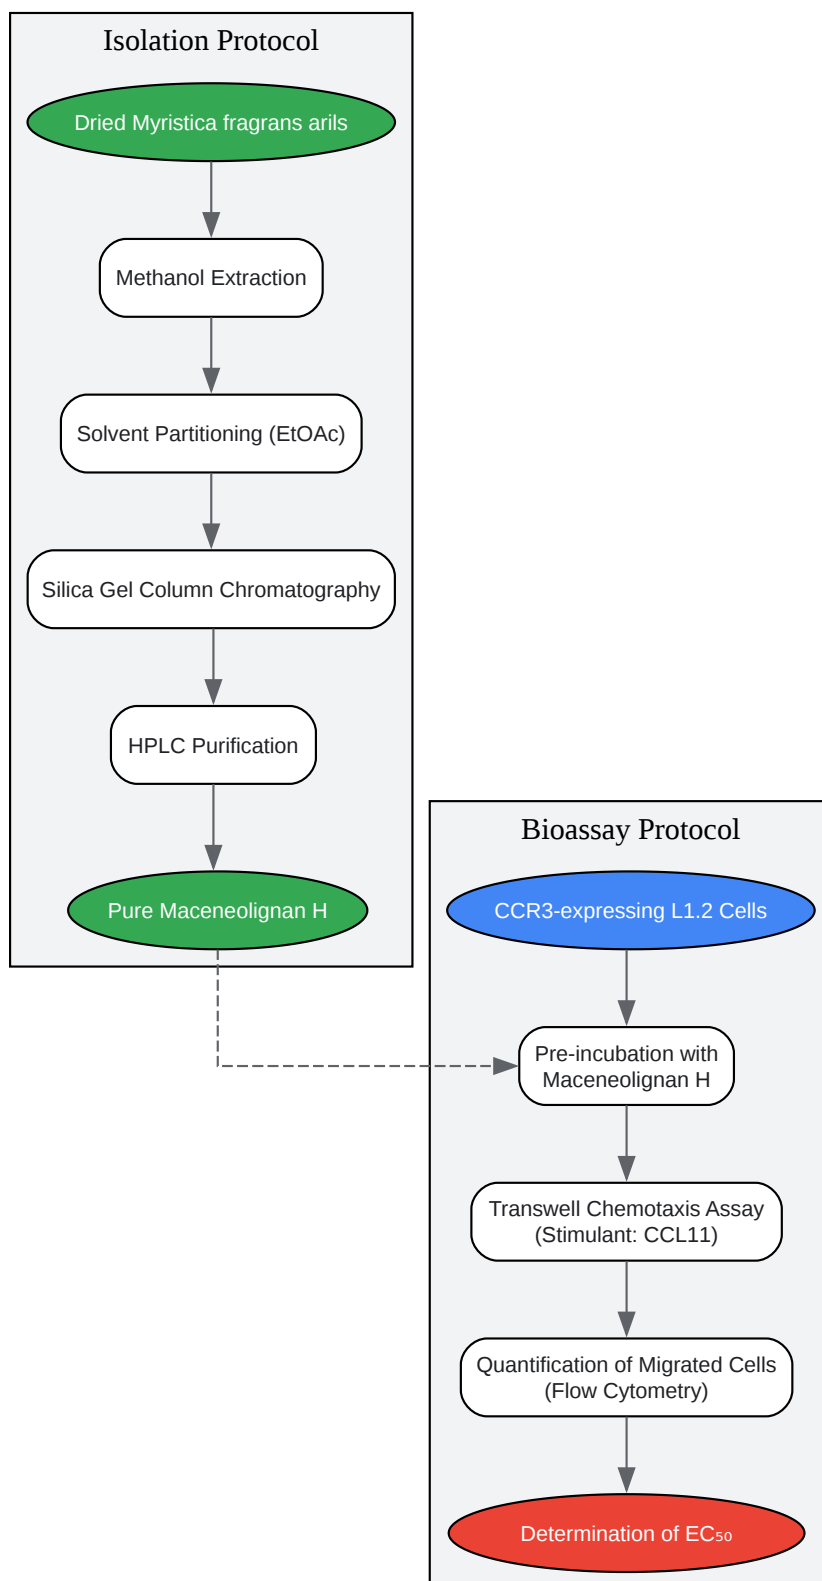 Isolation Protocol
Dried Myristica fragrans arils
Methanol Extraction
Solvent Partitioning (EtOAc)
Silica Gel Column Chromatography
HPLC Purification
Pure Maceneolignan H
Bioassay Protocol
CCR3-expressing L1.2 Cells
Pre-incubation with
Maceneolignan H
Transwell Chemotaxis Assay
(Stimulant: CCL11)
Quantification of Migrated Cells
(Flow Cytometry)
Determination of EC₅₀